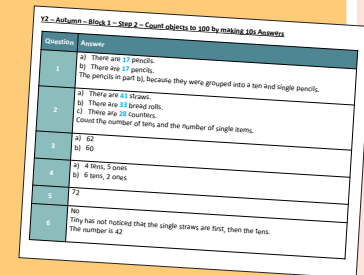 Y2 – Autumn – Block 1 – Step 2 – Count objects to 100 by making 10s Answers
Question Answer
1
a) There are 17 pencils.
b) There are 17 pencils.
The pencils in part b), because they were grouped into a ten and single pencils.
2
a) There are 41 straws.
b) There are 33 bread rolls.
c) There are 28 counters.
Count the number of tens and the number of single items.
3
a) 62
b) 60
4
a) 4 tens, 5 ones
b) 6 tens, 2 ones
5
72
6
No
Tiny has not noticed that the single straws are first, then the tens.
The number is 42